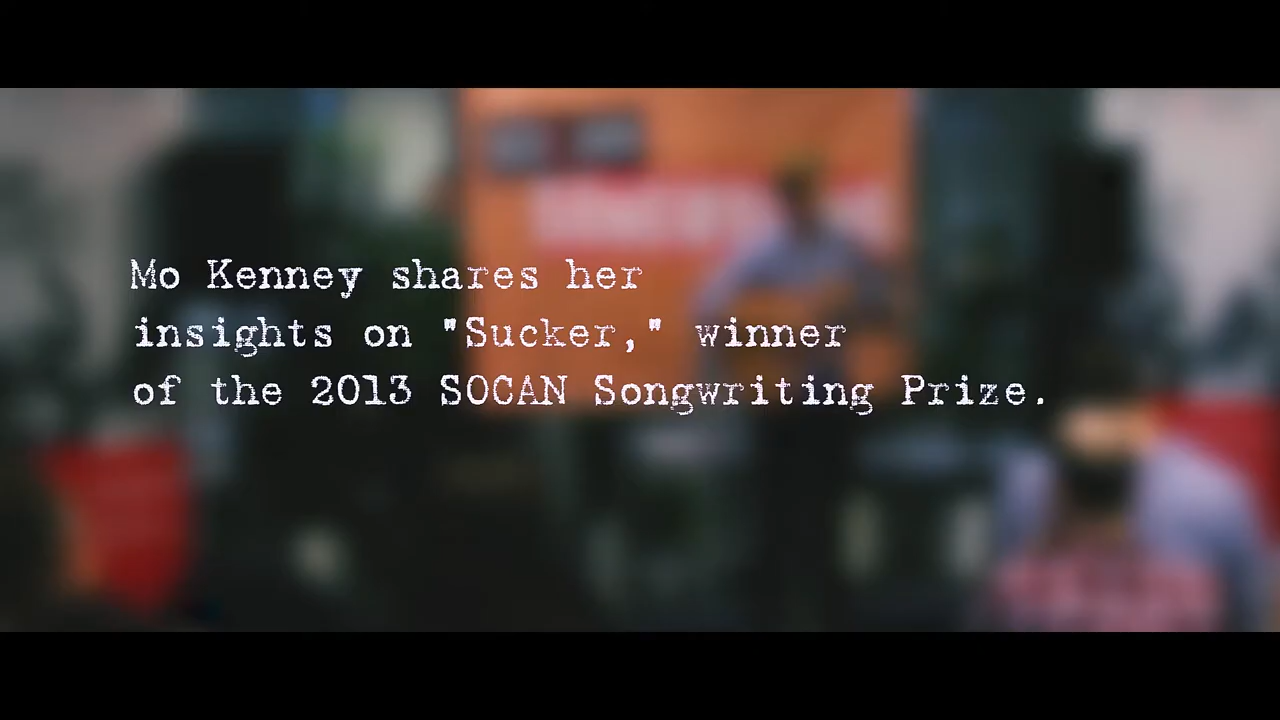 Mo Kenney shares her
insights on "Sucker," winner
of the 2013 SOCAN Songwriting Prize.